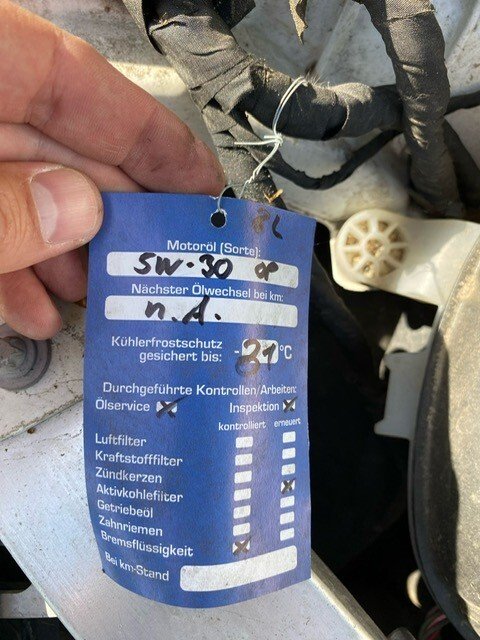 8L
Motoröl (Sorte):
5W-30
Nächster Ölwechsel bei km:
n.A.
Kühlerfrostschutz
gesichert bis: -31°C
Durchgeführte Kontrollen/Arbeiten:
Ölservice Inspektion
kontrolliert erneuert
Luftfilter
Kraftstofffilter
Zündkerzen
Aktivkohlefilter
Getriebeöl
Zahnriemen
Bremsflüssigkeit
Bei km-Stand